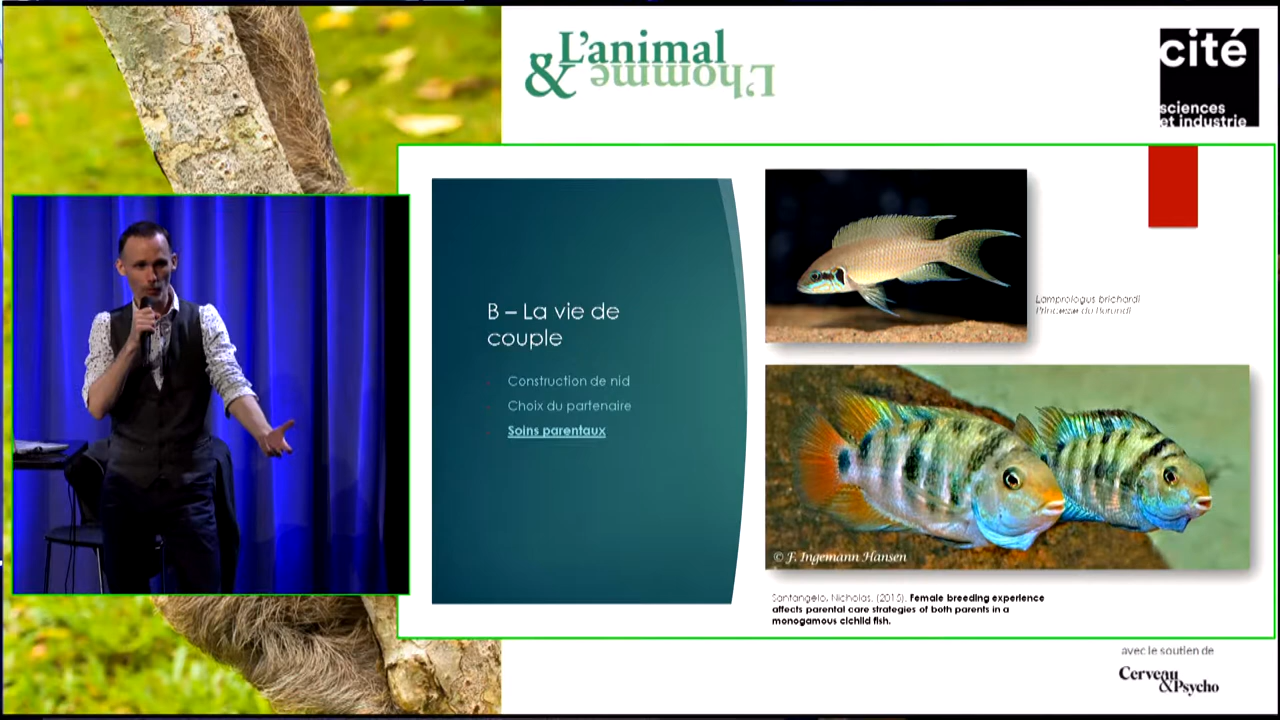 L'animal
& L'homme
cité
sciences
et industrie
B – La vie de
couple
Construction de nid
Choix du partenaire
Soins parentaux
Lamprologus brichardi
Princesse du Burundi
© F. Ingemann Hansen
Santangelo, Nicholas. (2015). Female breeding experience
affects parental care strategies of both parents in a
monogamous cichlid fish.
avec le soutien de
Cerveau
&Psycho